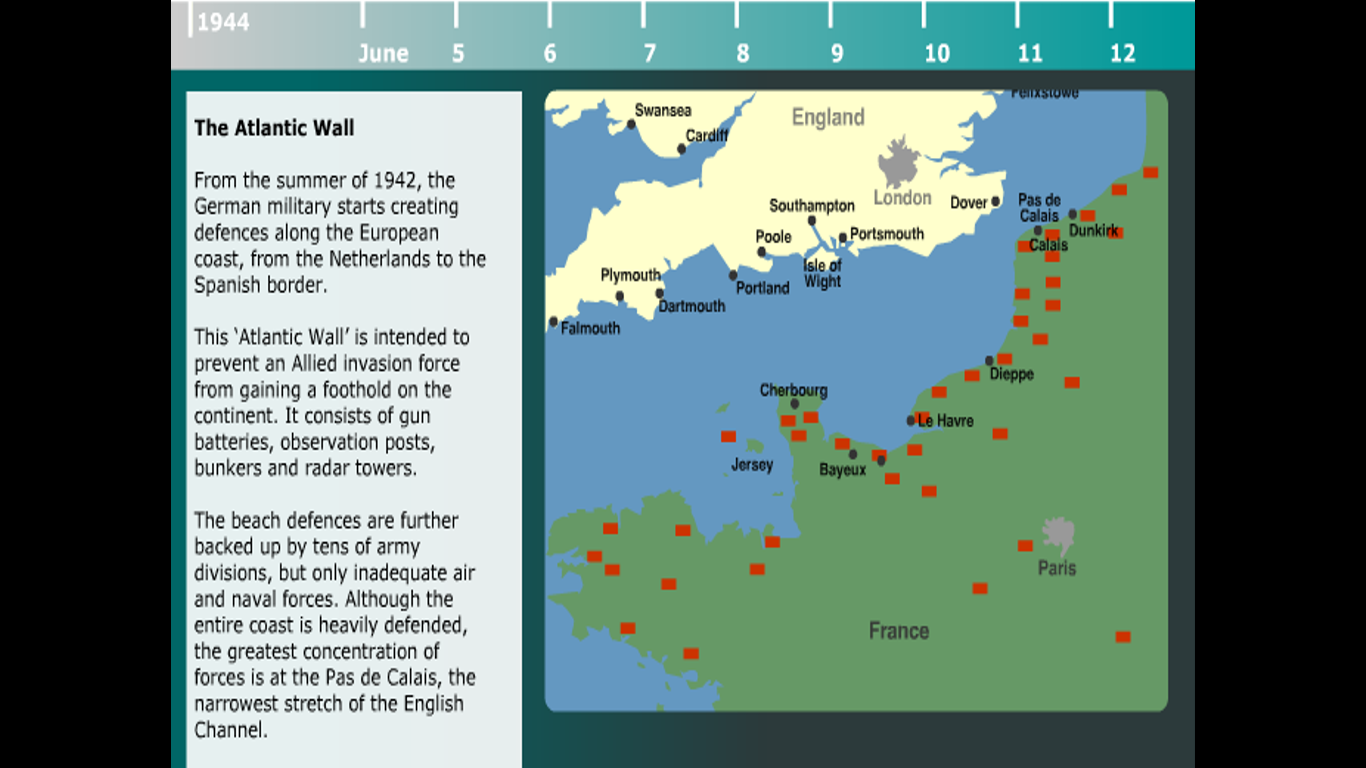 1944
June 5 6 7 8 9 10 11 12
The Atlantic Wall
From the summer of 1942, the
German military starts creating
defences along the European
coast, from the Netherlands to the
Spanish border.
This ‘Atlantic Wall’ is intended to
prevent an Allied invasion force
from gaining a foothold on the
continent. It consists of gun
batteries, observation posts,
bunkers and radar towers.
The beach defences are further
backed up by tens of army
divisions, but only inadequate air
and naval forces. Although the
entire coast is heavily defended,
the greatest concentration of
forces is at the Pas de Calais, the
narrowest stretch of the English
Channel.
Felixstowe
Swansea
England
Cardiff
London
Dover
Pas de
Calais
Southampton
Dunkirk
Poole
Portsmouth
Calais
Isle of
Wight
Plymouth
Portland
Dartmouth
Falmouth
Dieppe
Cherbourg
Le Havre
Jersey
Bayeux
Paris
France